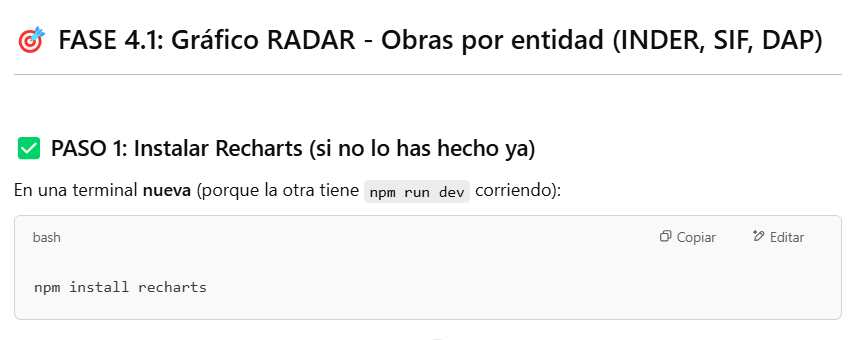 🎯 FASE 4.1: Gráfico RADAR - Obras por entidad (INDER, SIF, DAP)
✅ PASO 1: Instalar Recharts (si no lo has hecho ya)
En una terminal nueva (porque la otra tiene npm run dev corriendo):
bash Copiar Editar
npm install recharts